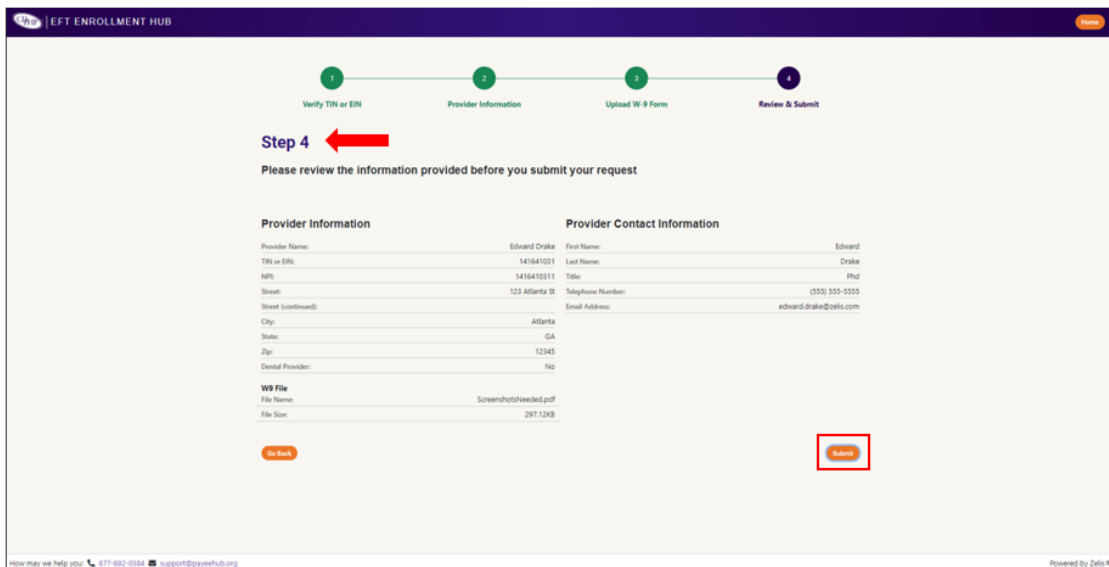 CDPHP | EFT ENROLLMENT HUB
Home
1
2
3
4
Verify TIN or EIN
Provider Information
Upload W-9 Form
Review & Submit
Step 4
Please review the information provided before you submit your request
Provider Information
Provider Name: Edward Drake
TIN or EIN: 141641031
NPI: 1416410311
Street: 123 Atlanta St
Street (continued):
City: Atlanta
State: GA
Zip: 12345
Dental Provider: No
W9 File
File Name: ScreenshotsNeeded.pdf
File Size: 297.12KB
Provider Contact Information
First Name: Edward
Last Name: Drake
Title: Phd
Telephone Number: (555) 555-5555
Email Address: edward.drake@zelis.com
Go Back
Submit
How may we help you: 877-882-0384 support@payeehub.org
Powered by Zelis®